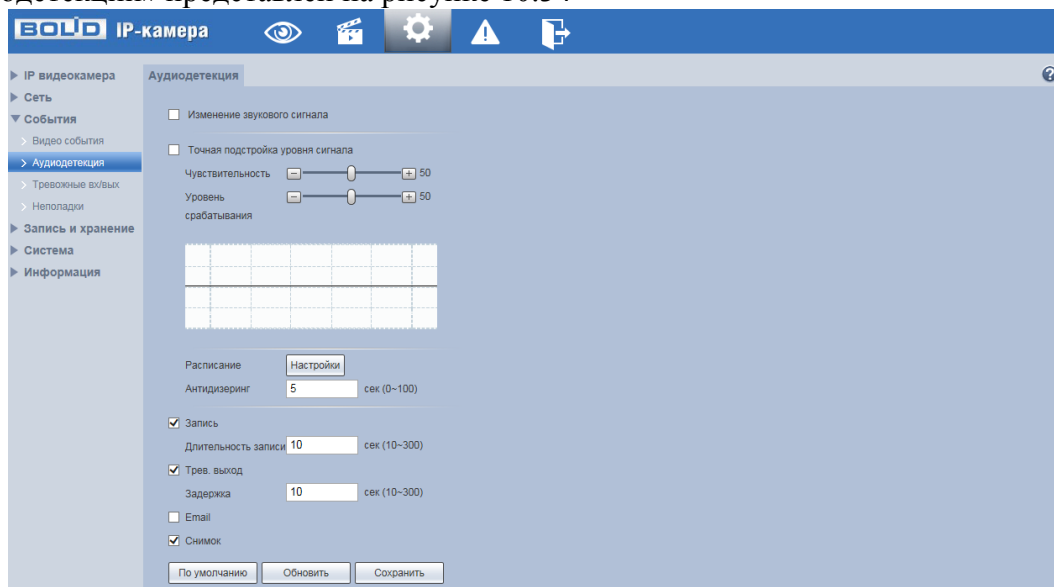 представлен на рисунке
BOLID IP-камера
IP видеокамера
Сеть
События
Видео события
Аудиодетекция
Тревожные вх/вых
Неполадки
Запись и хранение
Система
Информация
Аудиодетекция
Изменение звукового сигнала
Точная подстройка уровня сигнала
Чувствительность 50
Уровень 50
срабатывания
Расписание Настройки
Антидизеринг 5 сек (0~100)
Запись
Длительность записи 10 сек (10~300)
Трев. выход
Задержка 10 сек (10~300)
Email
Снимок
По умолчанию Обновить Сохранить